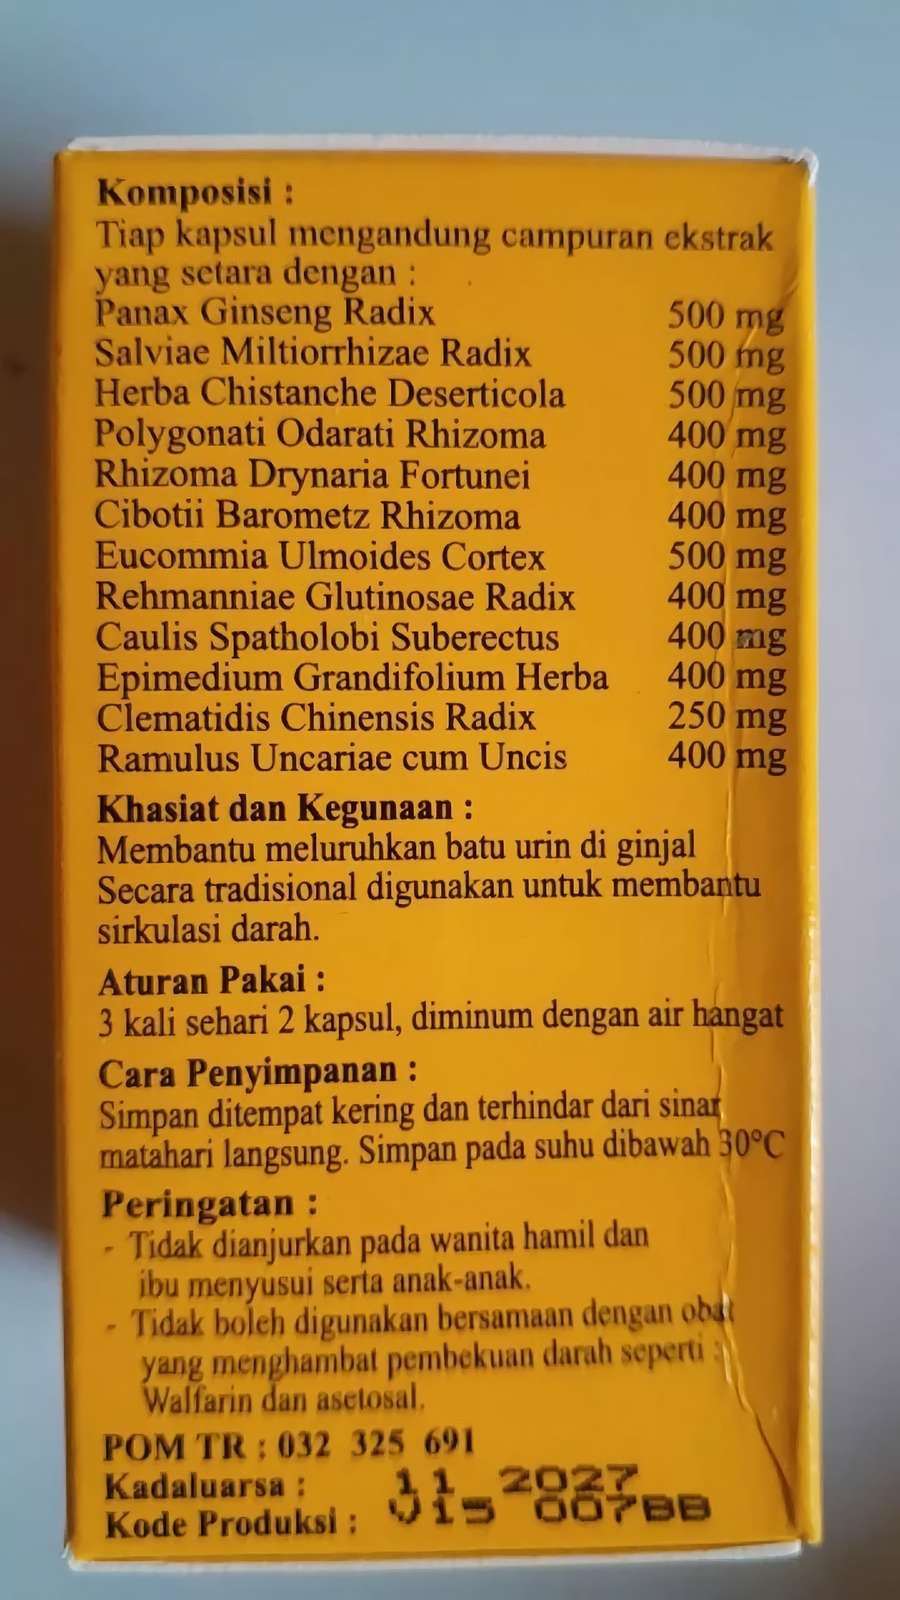 Komposisi :
Tiap kapsul mengandung campuran ekstrak
yang setara dengan :
Panax Ginseng Radix 500 mg
Salviae Miltiorrhizae Radix 500 mg
Herba Chistanche Deserticola 500 mg
Polygonati Odarati Rhizoma 400 mg
Rhizoma Drynaria Fortunei 400 mg
Cibotii Barometz Rhizoma 400 mg
Eucommia Ulmoides Cortex 500 mg
Rehmanniae Glutinosae Radix 400 mg
Caulis Spatholobi Suberectus 400 mg
Epimedium Grandifolium Herba 400 mg
Clematidis Chinensis Radix 250 mg
Ramulus Uncariae cum Uncis 400 mg
Khasiat dan Kegunaan :
Membantu meluruhkan batu urin di ginjal
Secara tradisional digunakan untuk membantu
sirkulasi darah.
Aturan Pakai :
3 kali sehari 2 kapsul, diminum dengan air hangat
Cara Penyimpanan :
Simpan ditempat kering dan terhindar dari sinar
matahari langsung. Simpan pada suhu dibawah 30°C
Peringatan :
- Tidak dianjurkan pada wanita hamil dan
ibu menyusui serta anak-anak.
- Tidak boleh digunakan bersamaan dengan obat
yang menghambat pembekuan darah seperti :
Walfarin dan asetosal.
POM TR : 032 325 691
Kadaluarsa : 11 2027
Kode Produksi : J15 007BB